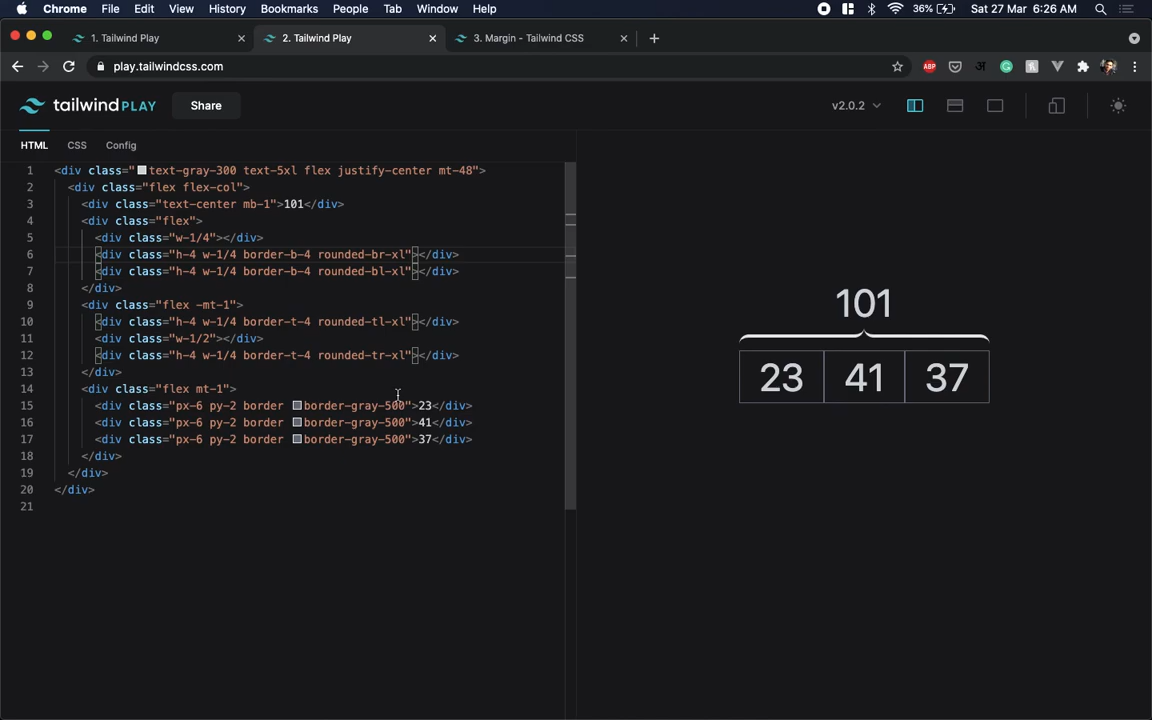 Chrome File Edit View History Bookmarks People Tab Window Help 36% Sat 27 Mar 6:26 AM
1. Tailwind Play 2. Tailwind Play 3. Margin - Tailwind CSS
play.tailwindcss.com ABP
tailwind PLAY Share v2.0.2
HTML CSS Config
1 <div class="text-gray-300 text-5xl flex justify-center mt-48">
2 <div class="flex flex-col">
3 <div class="text-center mb-1">101</div>
4 <div class="flex">
5 <div class="w-1/4"></div>
6 <div class="h-4 w-1/4 border-b-4 rounded-br-xl"></div>
7 <div class="h-4 w-1/4 border-b-4 rounded-bl-xl"></div>
8 </div>
9 <div class="flex -mt-1">
10 <div class="h-4 w-1/4 border-t-4 rounded-tl-xl"></div>
11 <div class="w-1/2"></div>
12 <div class="h-4 w-1/4 border-t-4 rounded-tr-xl"></div>
13 </div>
14 <div class="flex mt-1">
15 <div class="px-6 py-2 border border-gray-500">23</div>
16 <div class="px-6 py-2 border border-gray-500">41</div>
17 <div class="px-6 py-2 border border-gray-500">37</div>
18 </div>
19 </div>
20 </div>
21
101
23 41 37